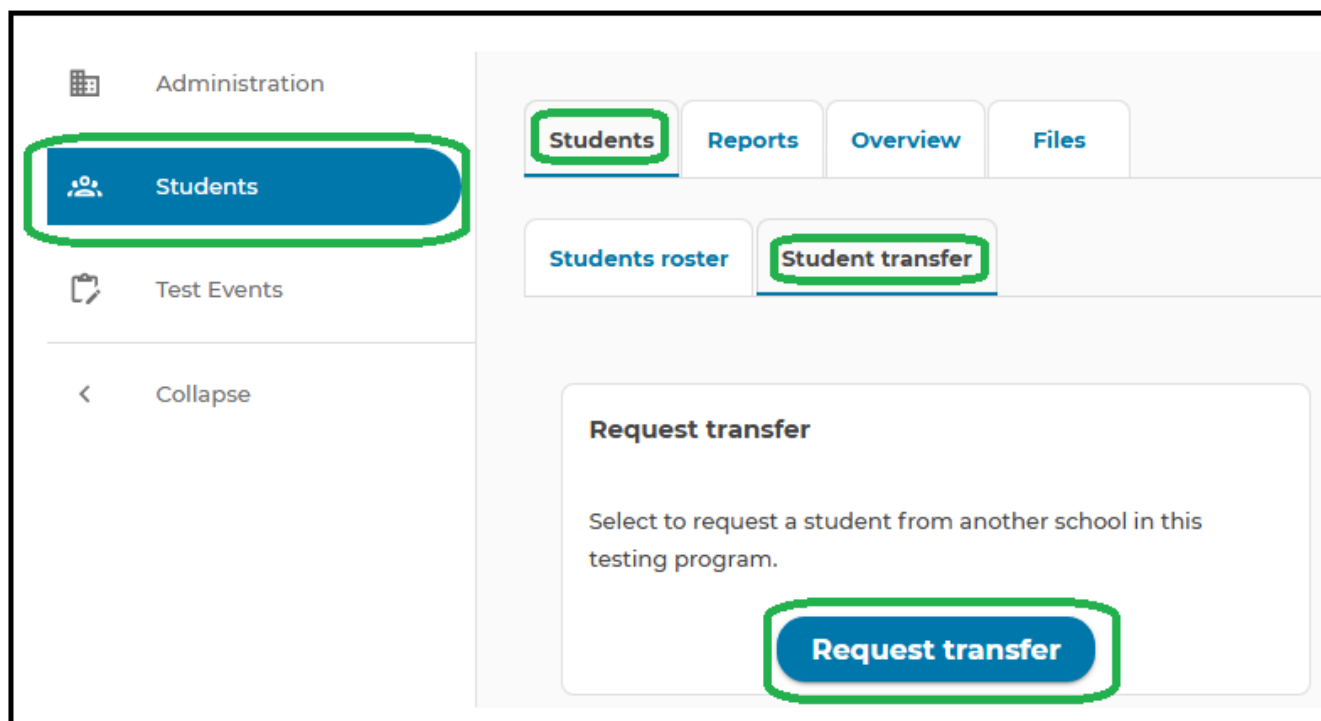 Administration
Students
Test Events
Collapse
Students Reports Overview Files
Students roster Student transfer
Request transfer
Select to request a student from another school in this
testing program.
Request transfer